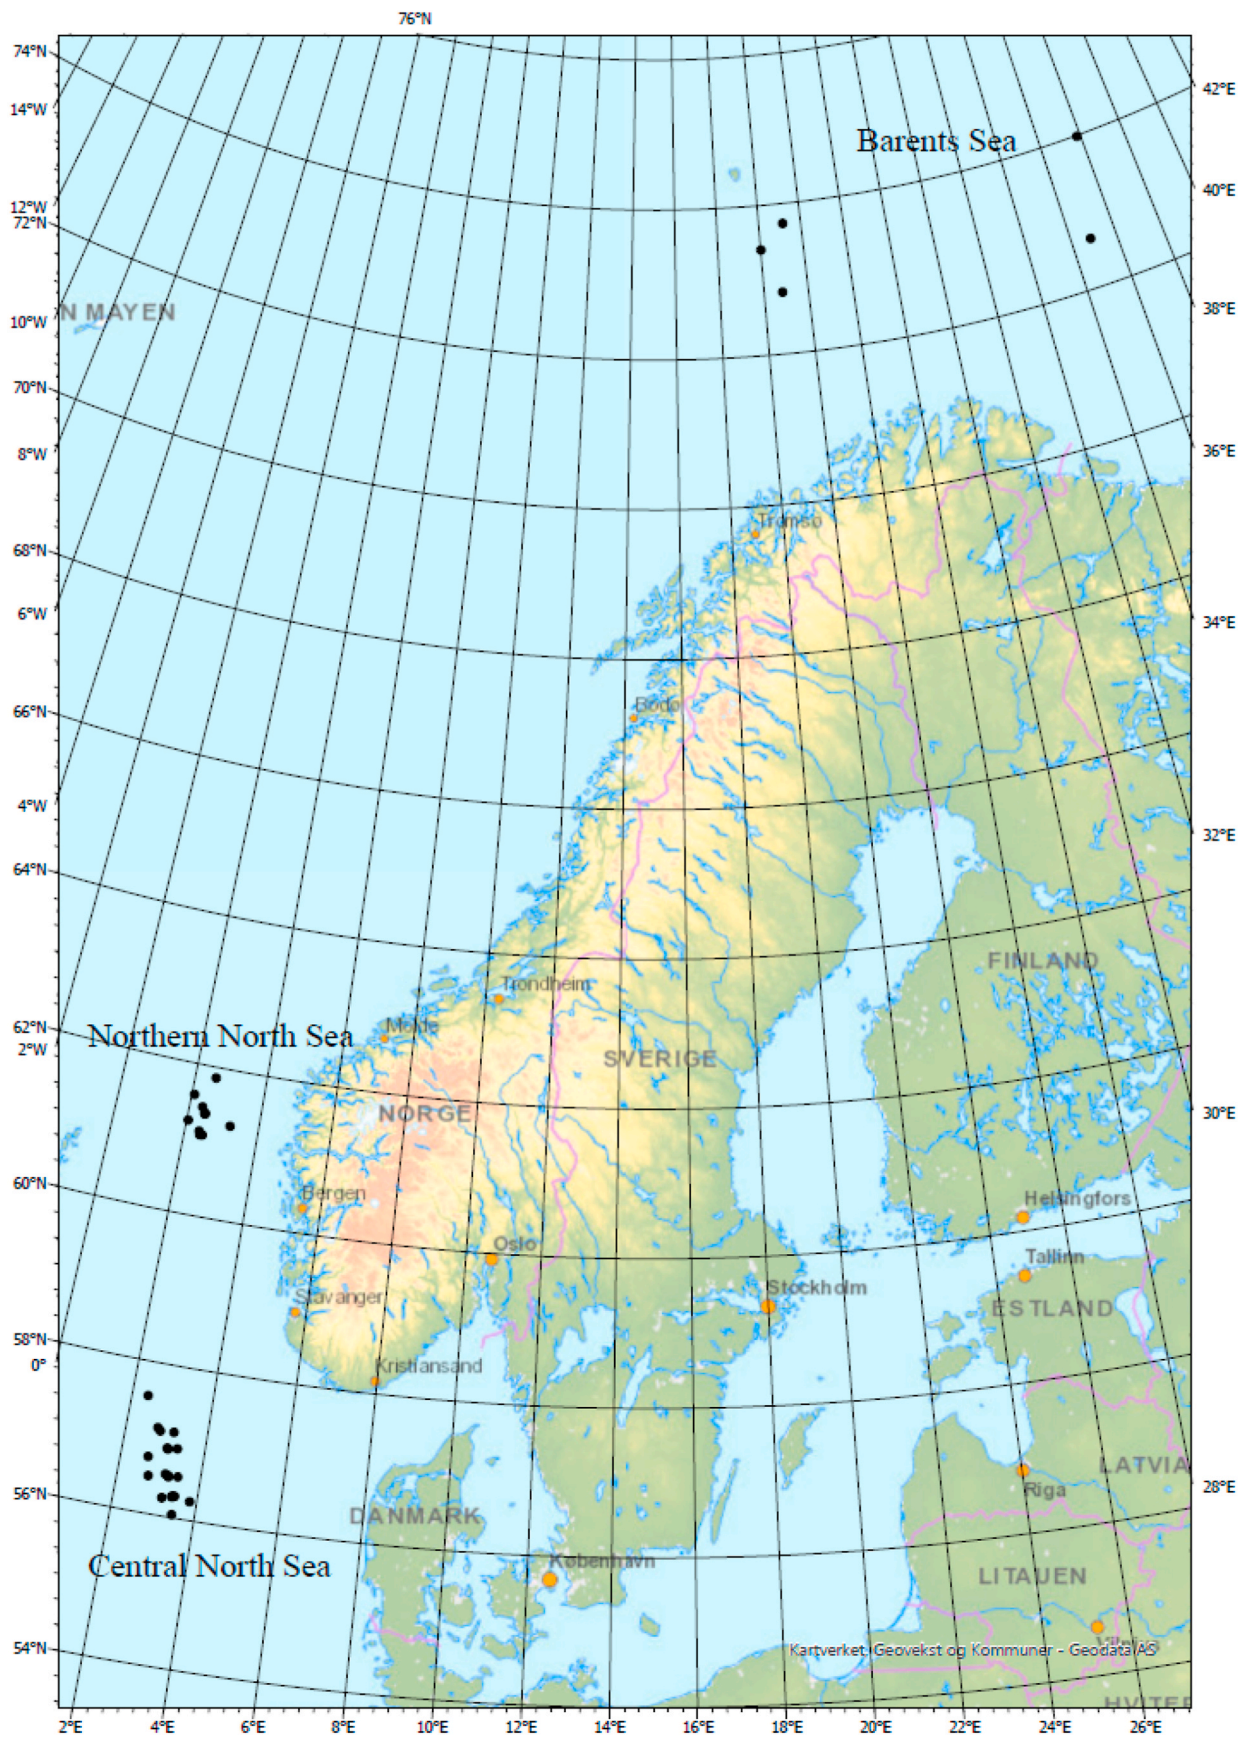 76°N
74°N
42°E
14°W
Barents Sea
40°E
12°W
72°N
N MAYEN
38°E
10°W
70°N
8°W
36°E
Tromsø
68°N
6°W
34°E
Bodø
66°N
4°W
32°E
64°N
FINLAND
Trondheim
62°N
Northern North Sea
Molde
2°W
SVERIGE
NORGE
30°E
60°N
Bergen
Helsingfors
Oslo
Tallinn
Stavanger
Stockholm
ESTLAND
58°N
0°
Kristiansand
LATVIA
56°N
28°E
Riga
DANMARK
Central North Sea
København
LITAUEN
54°N
Kartverket, Geovekst og Kommuner - Geodata AS
Vilnius
HVITER
2°E 4°E 6°E 8°E 10°E 12°E 14°E 16°E 18°E 20°E 22°E 24°E 26°E